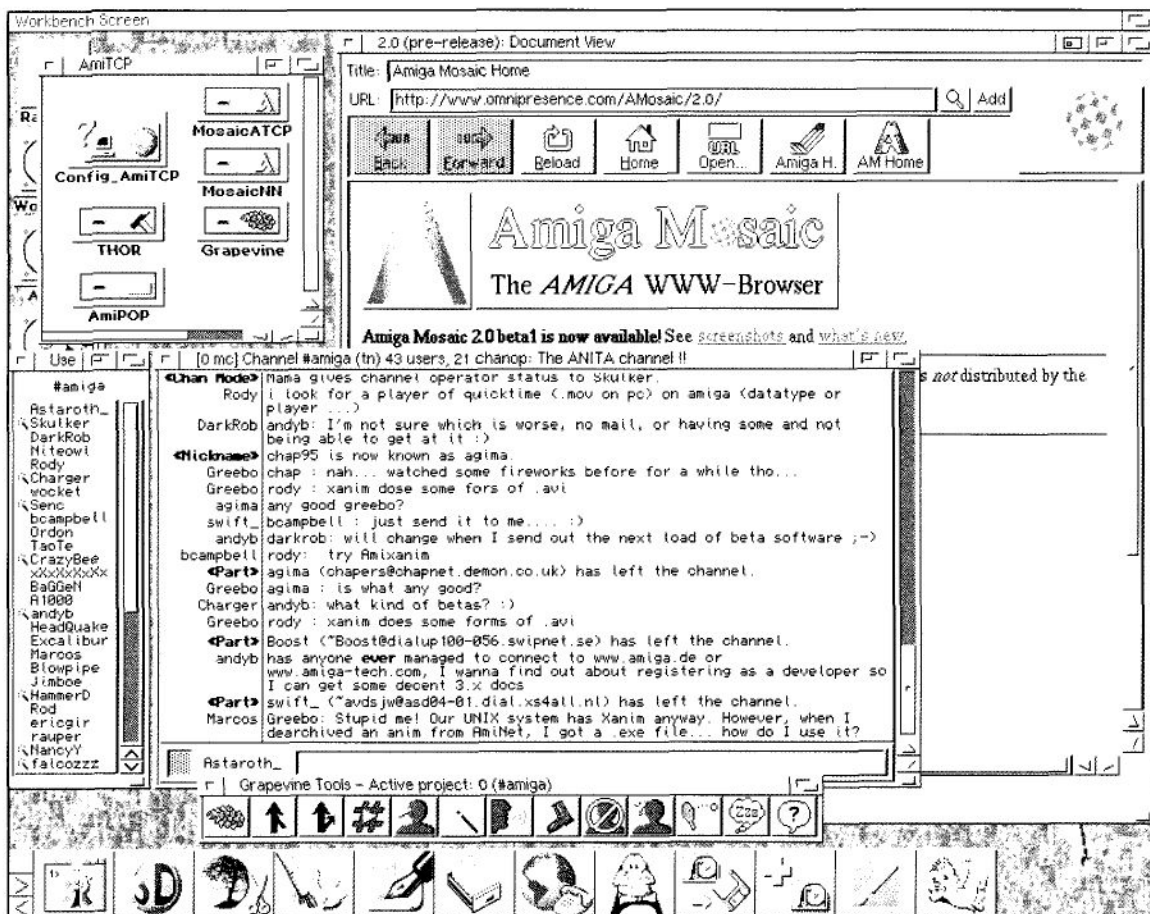 Workbench Screen
AmiTCP
MosaicATCP
Config_AmiTCP
MosaicNN
THOR
Grapevine
AmiPOP
Ra
Wo
A
2.0 (pre-release): Document View
Title: Amiga Mosaic Home
URL: http://www.omnipresence.com/AMosaic/2.0/
Add
Back
Forward
Reload
Home
URL
Open...
Amiga H.
AM Home
Amiga Mosaic
The AMIGA WWW-Browser
Amiga Mosaic 2.0 beta1 is now available! See screenshots and what's new,
s not distributed by the
Use
#amiga
Astaroth_
Skulker
DarkRob
Niteowl
Rody
Charger
wocket
Senc
bcampbell
Ordon
TaoTe
CrazyBee
xXxXxXxXx
BaGGeN
A1000
andyb
HeadQuake
Excalibur
Marcos
Blowpipe
Jimboe
HammerD
Rod
ericgir
rauper
NancyY
falcozzz
[0 mc] Channel #amiga (tn) 43 users, 21 chanop: The ANITA channel !!
<Chan Mode> Mama gives channel operator status to Skulker.
Rody i look for a player of quicktime (.mov on pc) on amiga (datatype or
player ...)
DarkRob andyb: I'm not sure which is worse, no mail, or having some and not
being able to get at it :)
<Nickname> chap95 is now known as agima.
Greebo chap : nah... watched some fireworks before for a while tho...
Greebo rody : xanim dose some fors of .avi
agima any good greebo?
swift_ bcampbell : just send it to me.... :)
andyb darkrob: will change when I send out the next load of beta software ;-)
bcampbell rody: try Amixanim
<Part> agima (chapers@chapnet.demon.co.uk) has left the channel.
Greebo agima : is what any good?
Charger andyb: what kind of betas? :)
Greebo rody : xanim does some forms of .avi
<Part> Boost (~Boost@dialup100-056.swipnet.se) has left the channel.
andyb has anyone ever managed to connect to www.amiga.de or
www.amiga-tech.com, I wanna find out about registering as a developer so
I can get some decent 3.x docs
<Part> swift_ (~avdsjw@asd04-01.dial.xs4all.nl) has left the channel.
Marcos Greebo: Stupid me! Our UNIX system has Xanim anyway. However, when I
dearchived an anim from AmiNet, I got a .exe file... how do I use it?
Astaroth_
Grapevine Tools - Active project: 0 (#amiga)
Zzz
?
3D